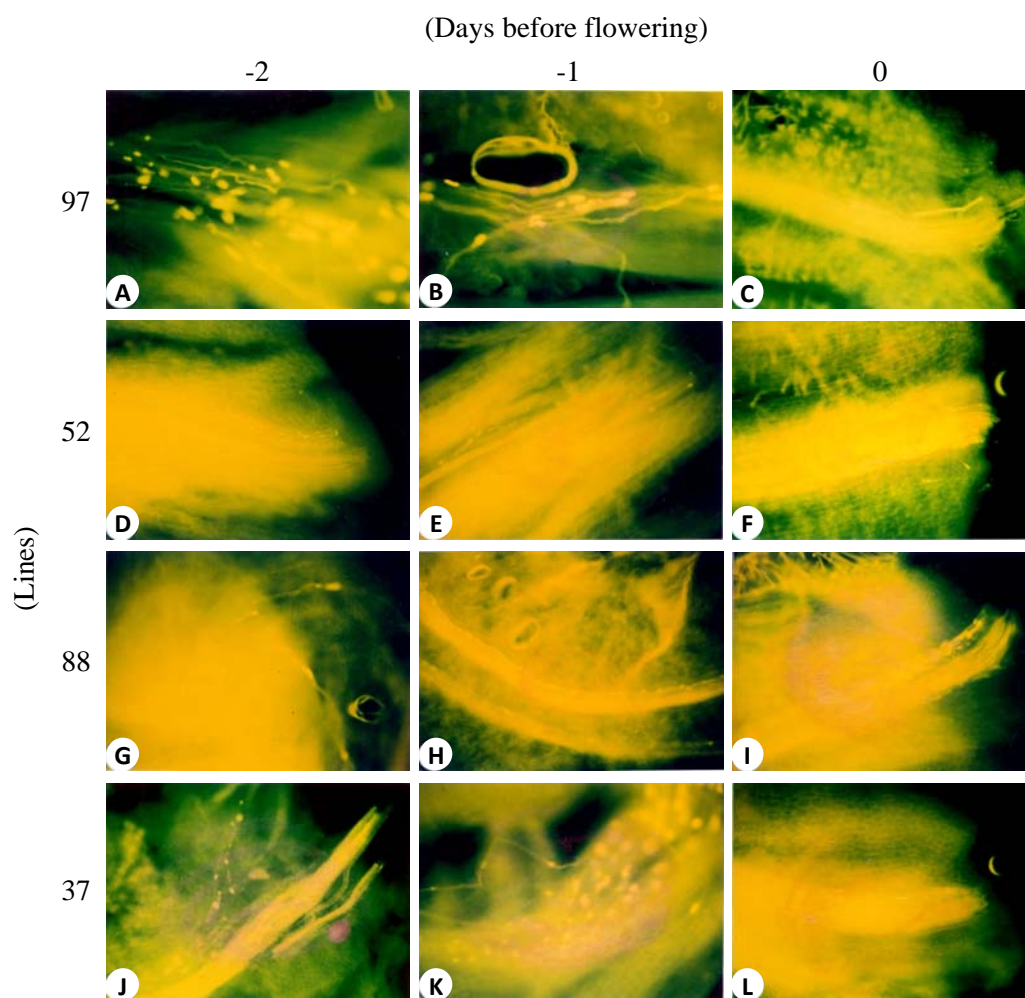 (Days before flowering)
-2 -1 0
97
A B C
52
D E F
(Lines)
88
G H I
37
J K L